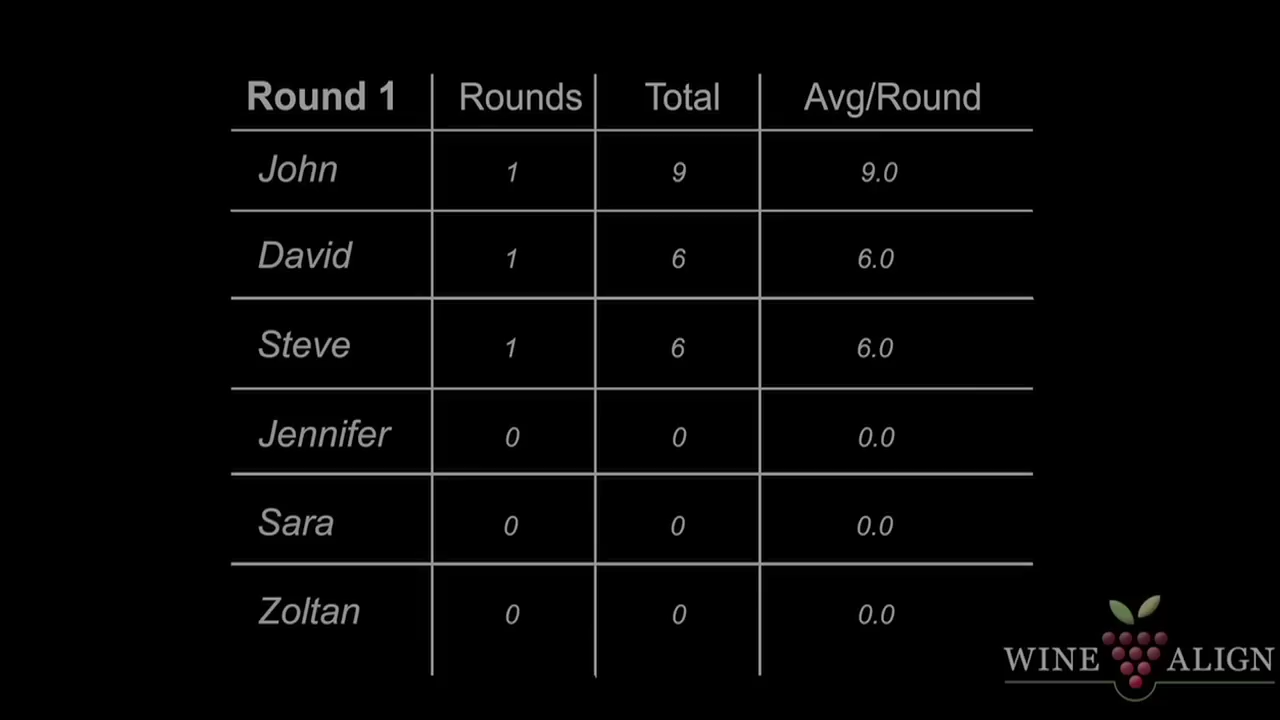 Round 1 Rounds Total Avg/Round
John 1 9 9.0
David 1 6 6.0
Steve 1 6 6.0
Jennifer 0 0 0.0
Sara 0 0 0.0
Zoltan 0 0 0.0
WINE ALIGN